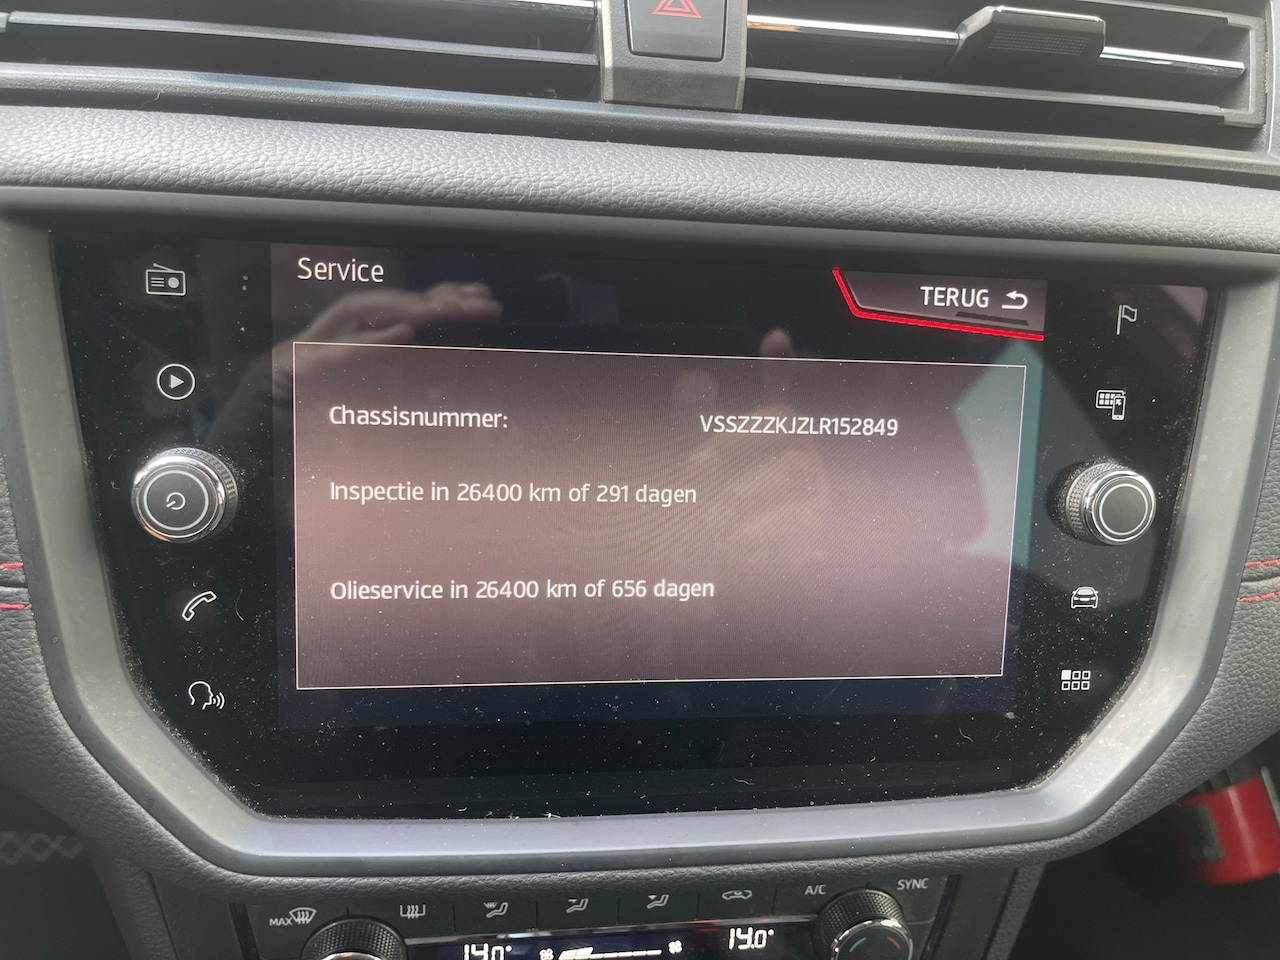 Service
TERUG
Chassisnummer: VSSZZZKJZLR152849
Inspectie in 26400 km of 291 dagen
Olieservice in 26400 km of 656 dagen
MAX
A/C
SYNC
14.0°
14.0°